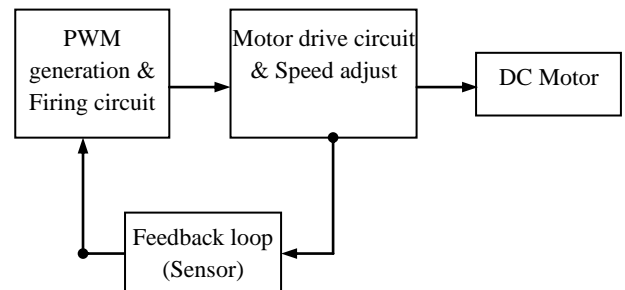 PWM
generation &
Firing circuit
Motor drive circuit
& Speed adjust
DC Motor
Feedback loop
(Sensor)